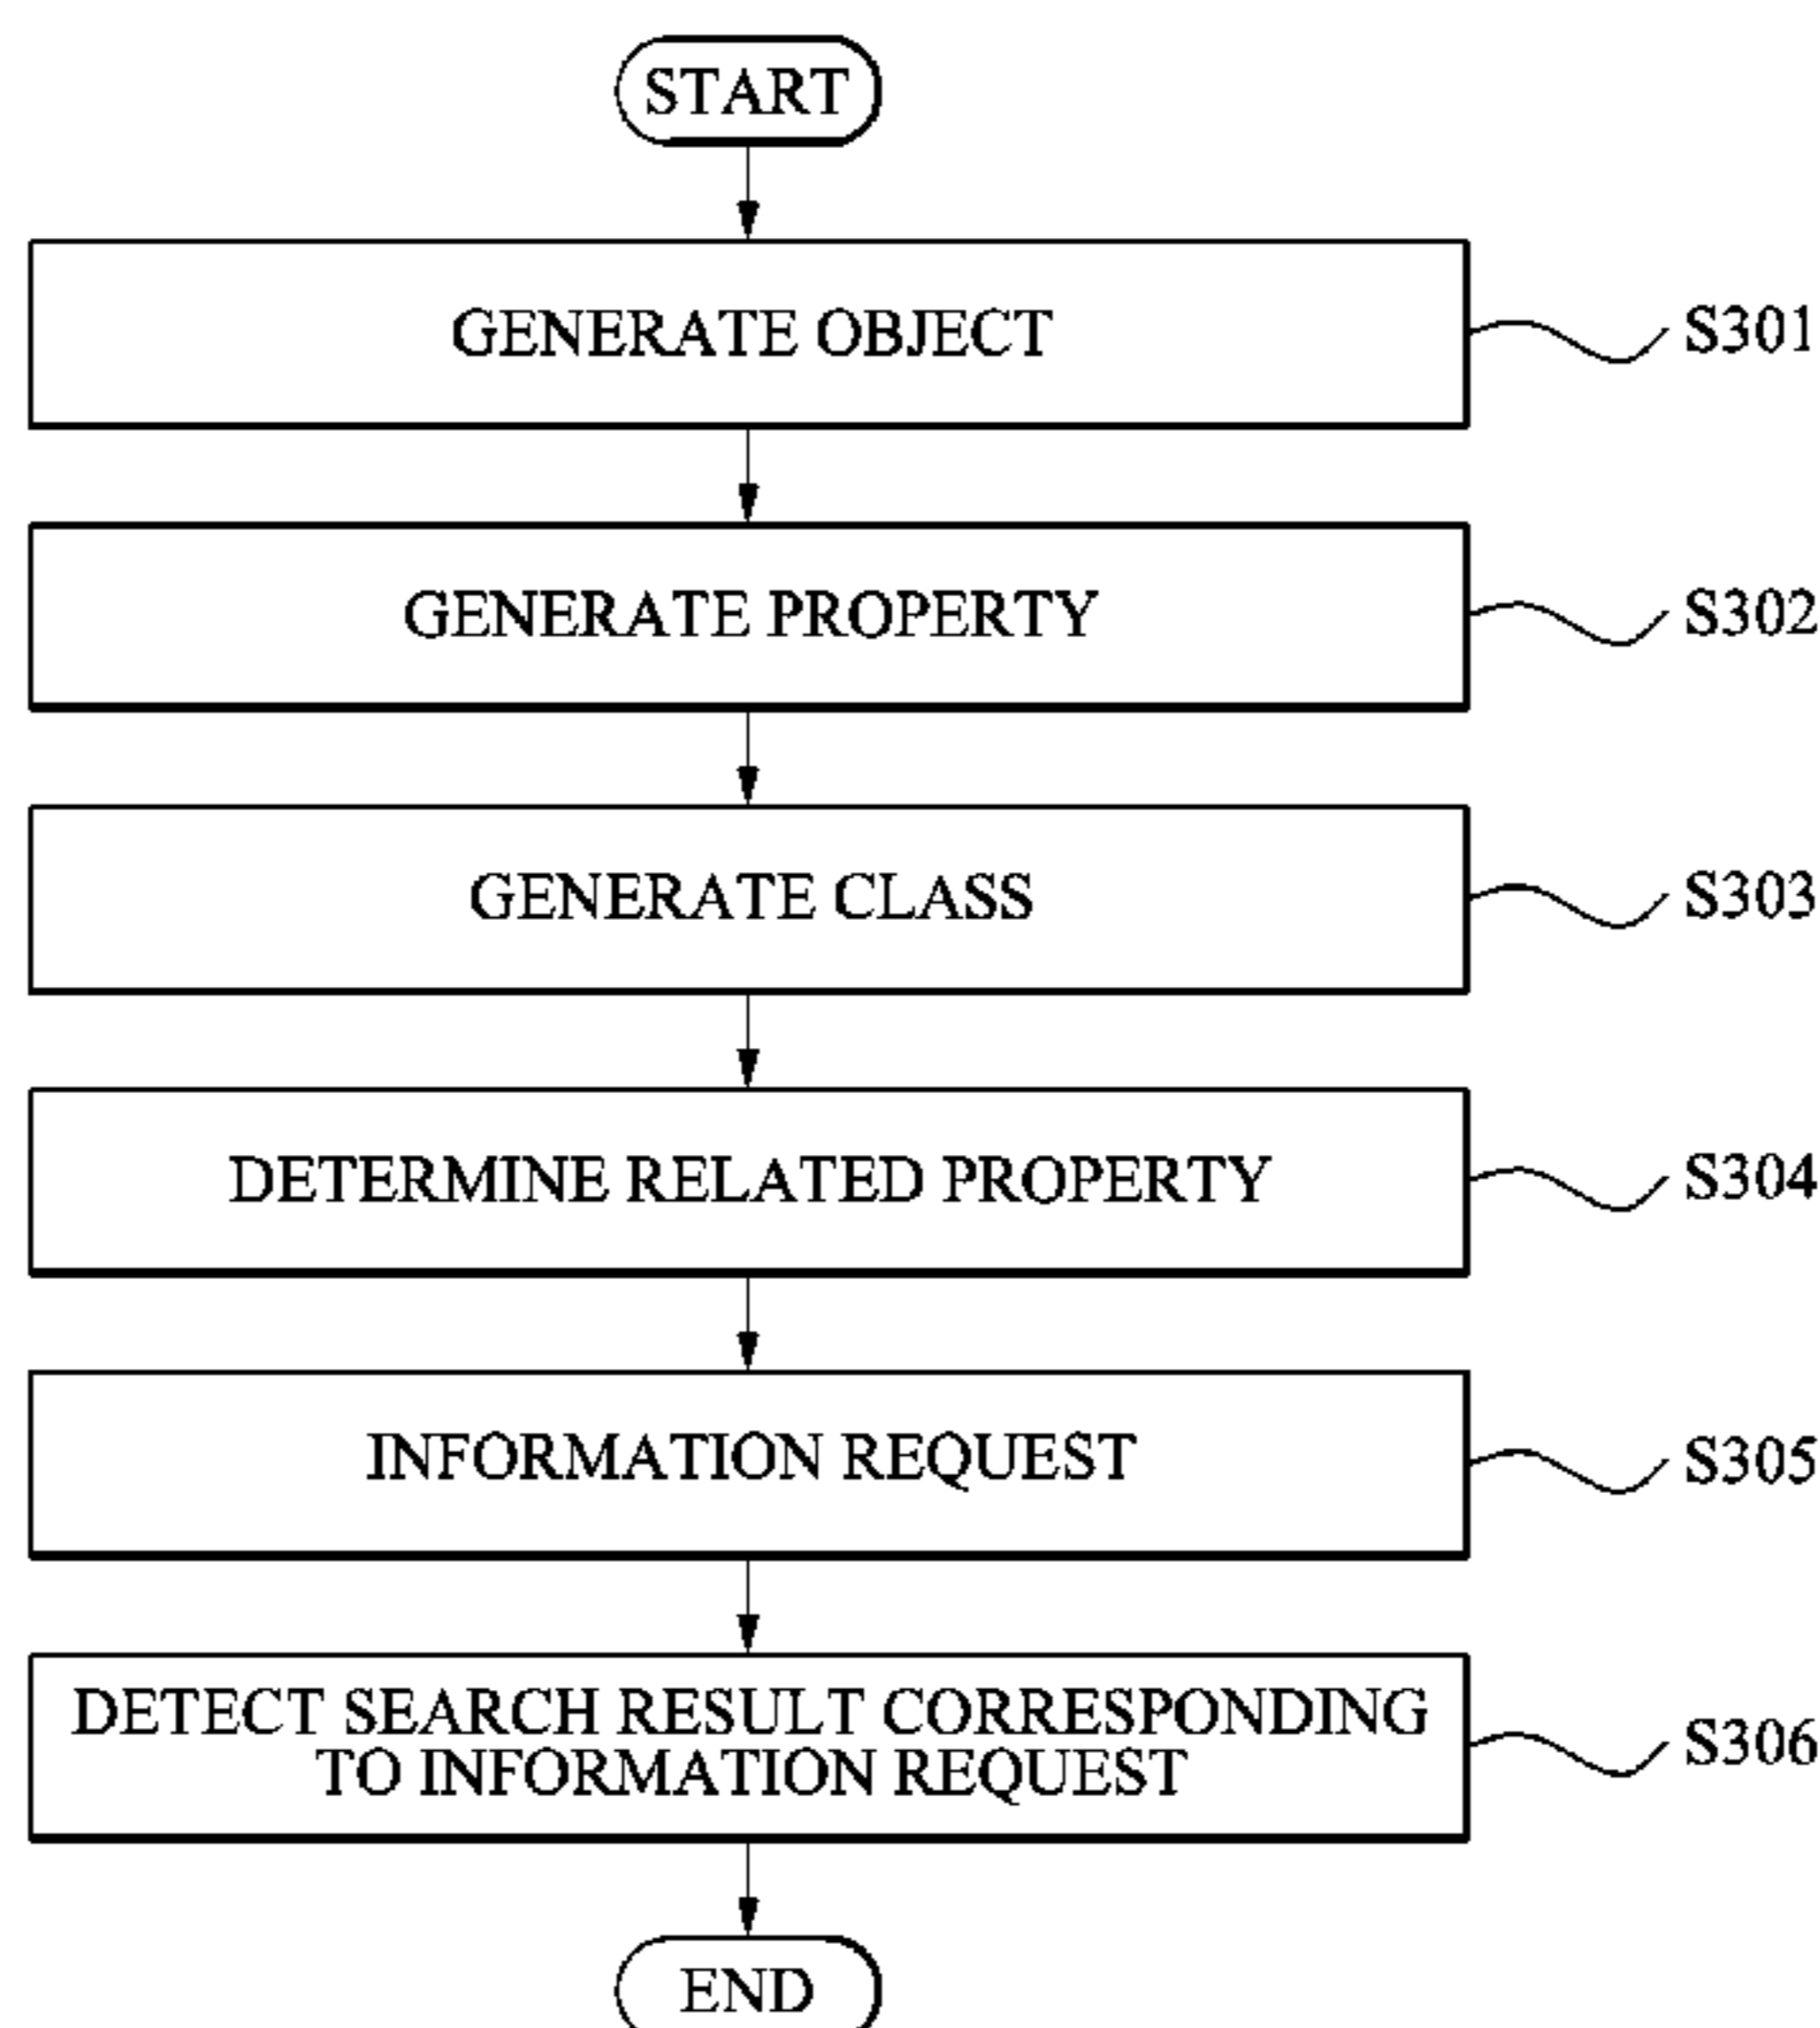 START
GENERATE OBJECT
S301
GENERATE PROPERTY
S302
GENERATE CLASS
S303
DETERMINE RELATED PROPERTY
S304
INFORMATION REQUEST
S305
DETECT SEARCH RESULT CORRESPONDING
TO INFORMATION REQUEST
S306
END